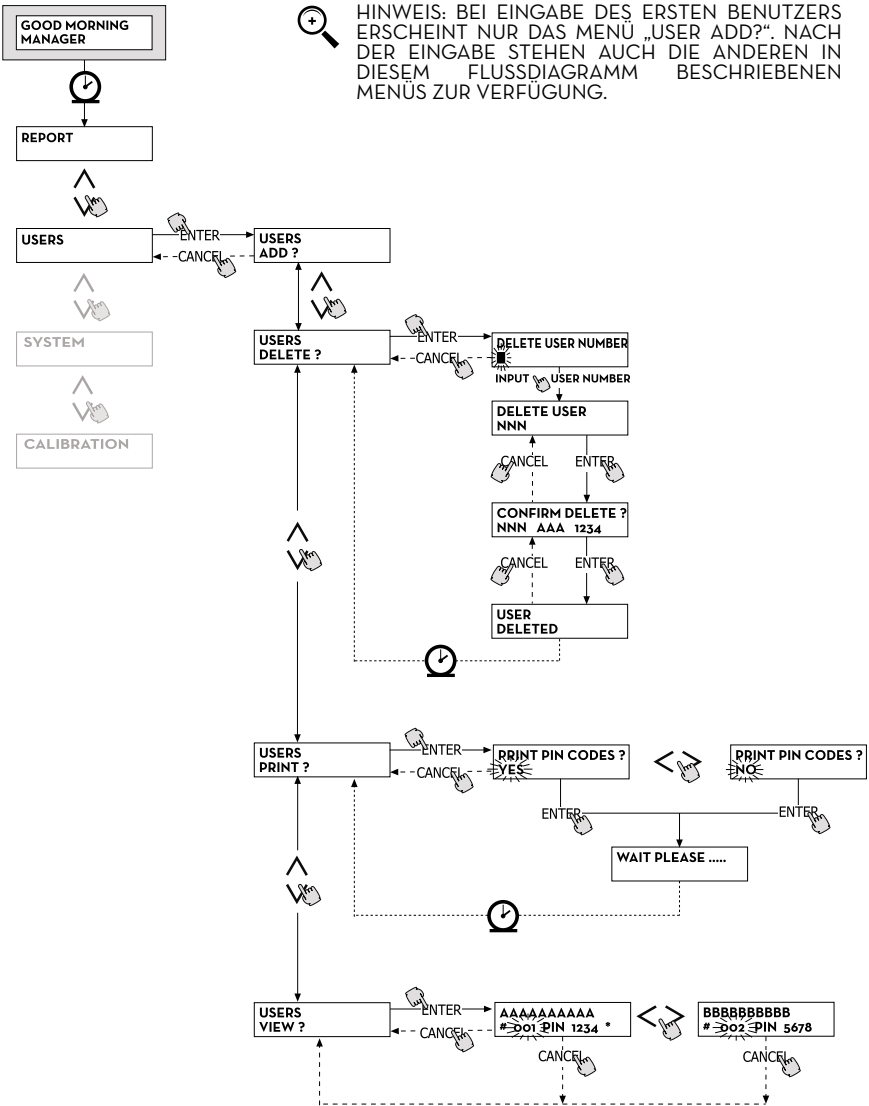 GOOD MORNING
MANAGER
HINWEIS: BEI EINGABE DES ERSTEN BENUTZERS
ERSCHEINT NUR DAS MENÜ „USER ADD?“. NACH
DER EINGABE STEHEN AUCH DIE ANDEREN IN
DIESEM FLUSSDIAGRAMM BESCHRIEBENEN
MENÜS ZUR VERFÜGUNG.
REPORT
USERS
ENTER
CANCEL
USERS
ADD ?
SYSTEM
CALIBRATION
USERS
DELETE ?
ENTER
CANCEL
DELETE USER NUMBER
INPUT USER NUMBER
DELETE USER
NNN
CANCEL ENTER
CONFIRM DELETE ?
NNN AAA 1234
CANCEL ENTER
USER
DELETED
USERS
PRINT ?
ENTER
CANCEL
PRINT PIN CODES ?
YES
PRINT PIN CODES ?
NO
ENTER
ENTER
WAIT PLEASE .....
USERS
VIEW ?
ENTER
CANCEL
AAAAAAAAAA
# 001 PIN 1234 *
BBBBBBBBBB
# 002 PIN 5678
CANCEL
CANCEL